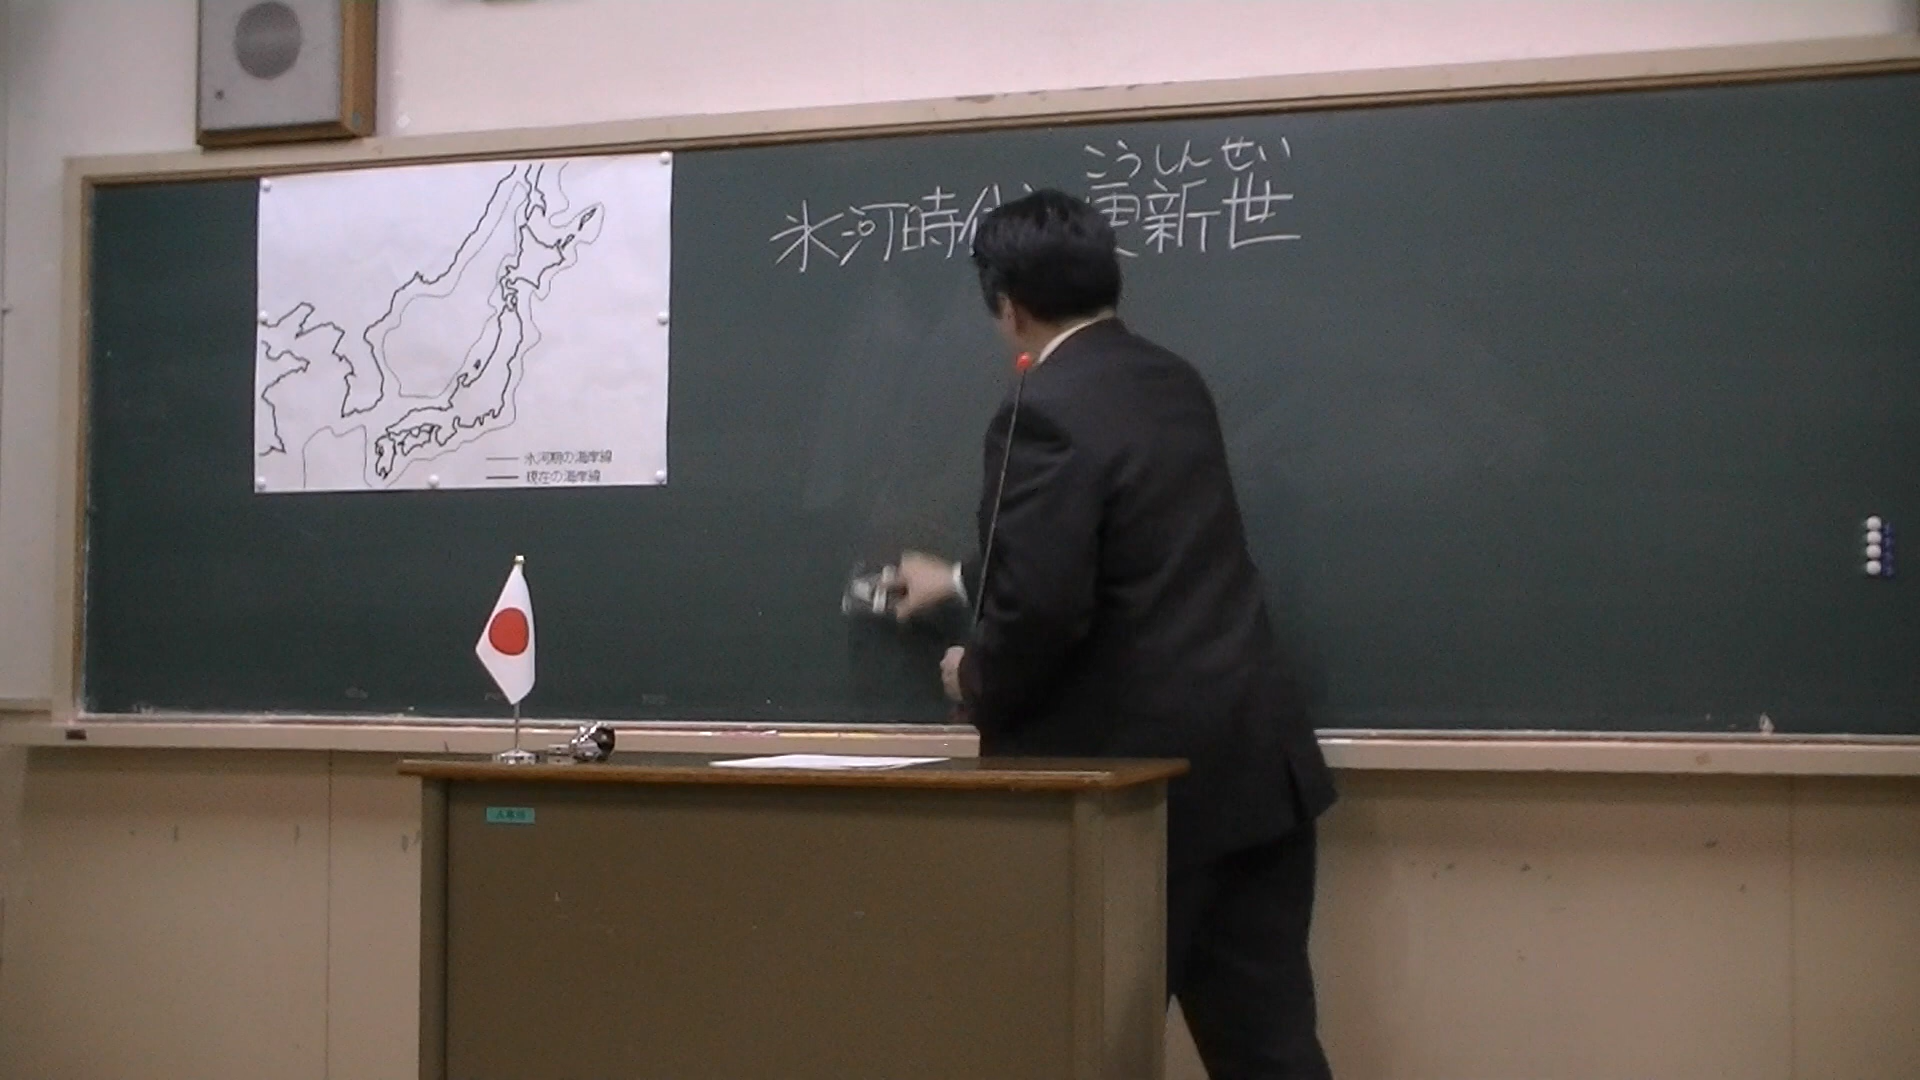 こうしんせい
氷河時代 更新世
氷河期の海岸線
現在の海岸線